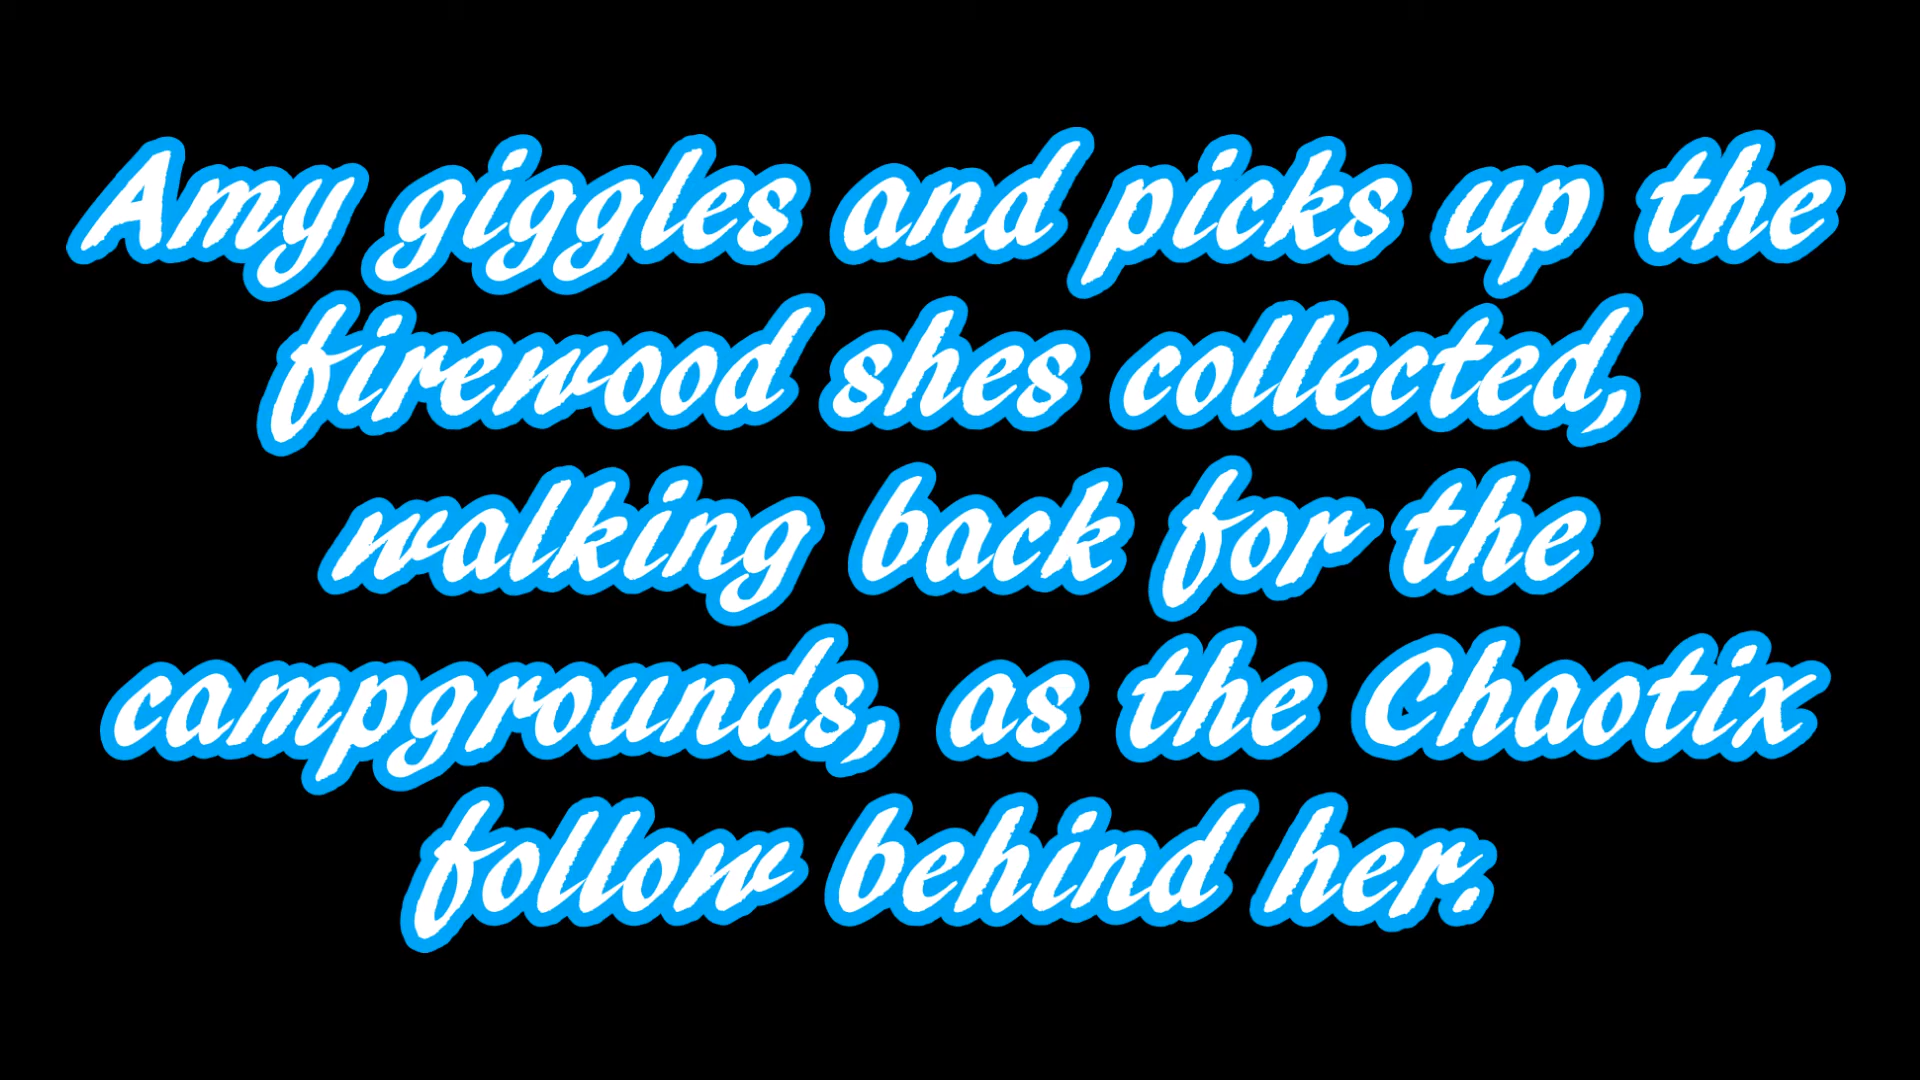 Amy giggles and picks up the
firewood shes collected,
walking back for the
campgrounds, as the Chaotix
follow behind her.